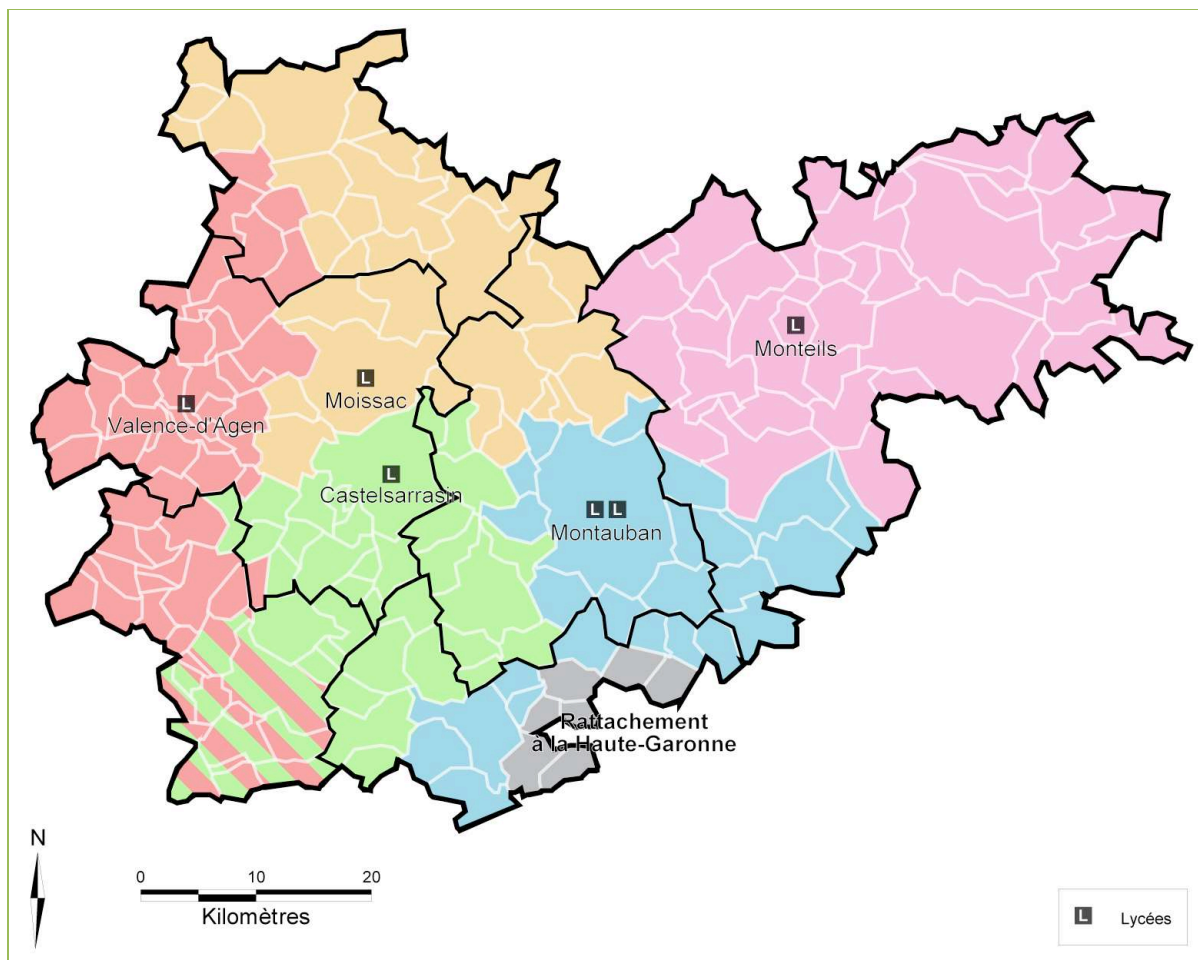 L
Monteils
L
Moissac
L
Valence-d'Agen
L
Castelsarrasin
L L
Montauban
Rattachement
à la Haute-Garonne
N
0 10 20
Kilomètres
L Lycées